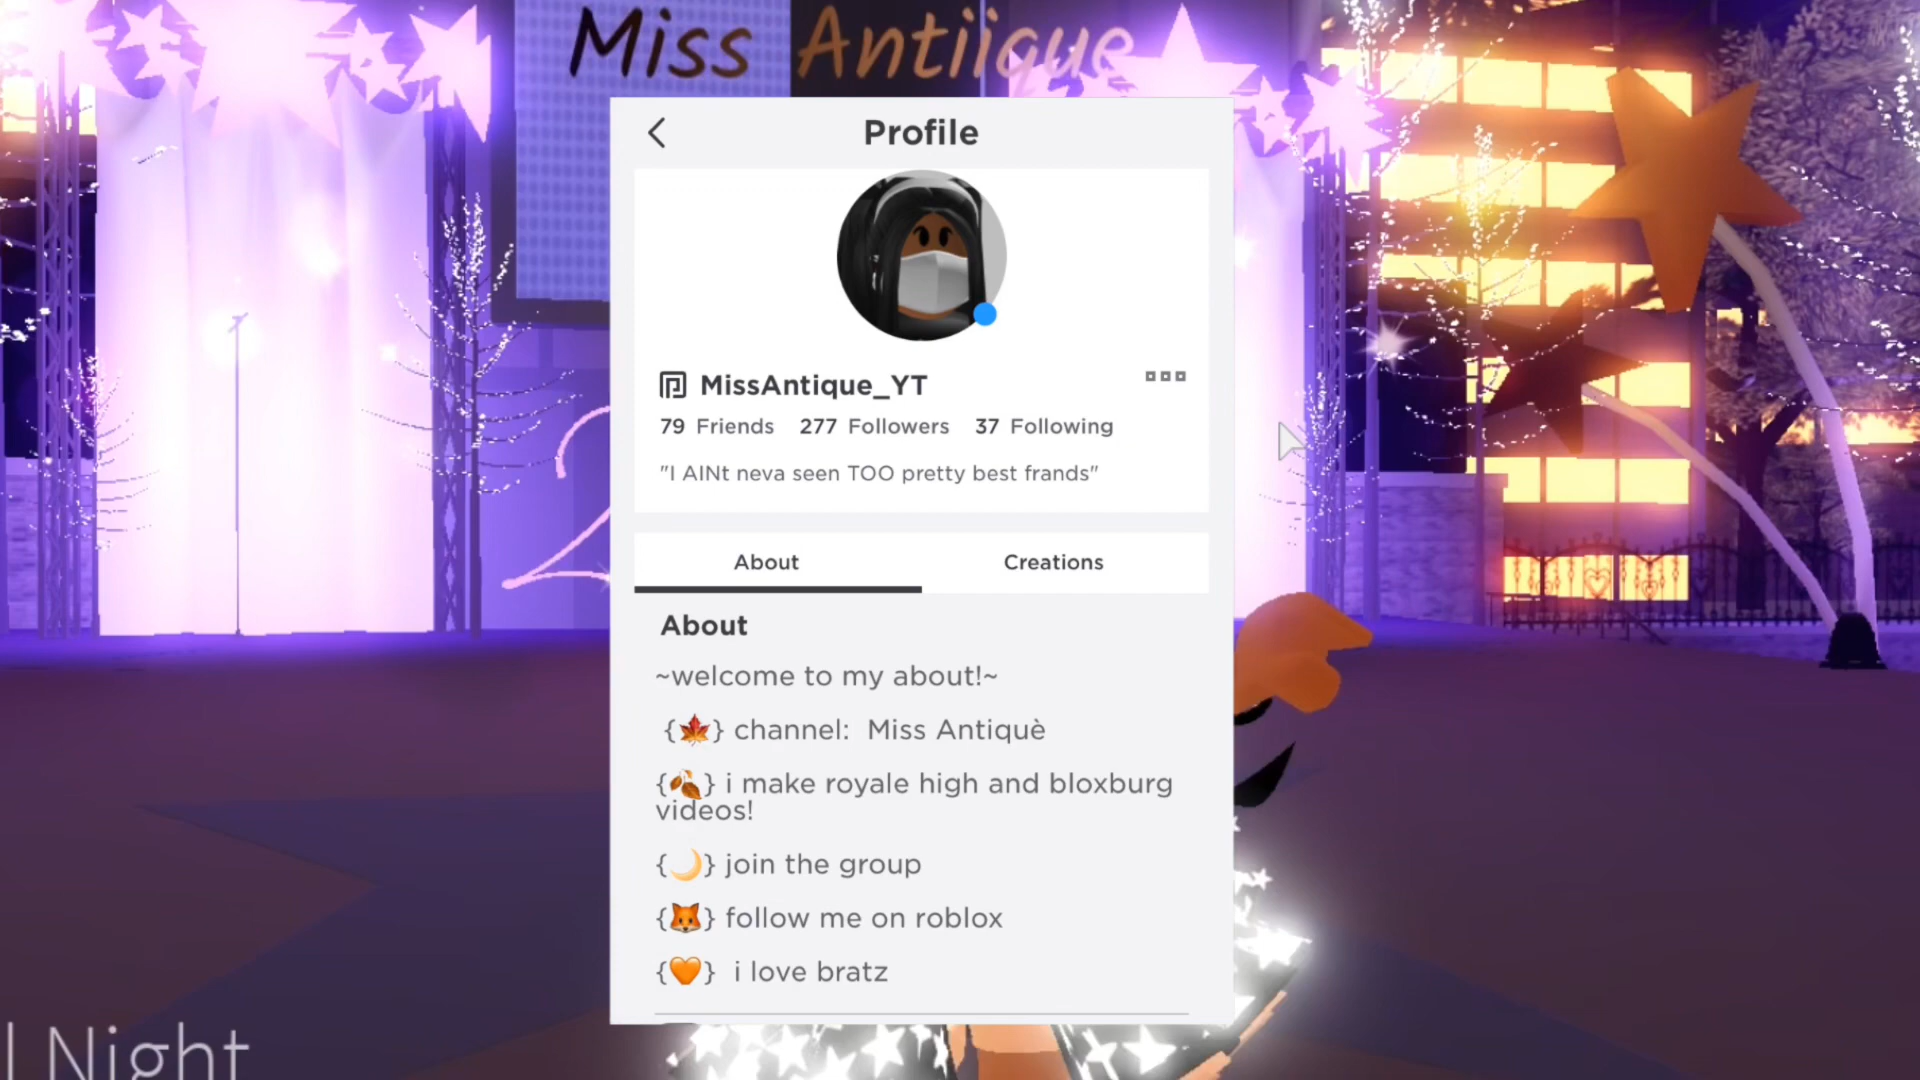 Miss Antiique
Profile
MissAntique_YT
79 Friends 277 Followers 37 Following
"I AINt neva seen TOO pretty best frands"
About Creations
About
~welcome to my about!~
{🍁} channel: Miss Antiquè
{🍂} i make royale high and bloxburg
videos!
{🌙} join the group
{🦊} follow me on roblox
{🧡} i love bratz
l Night